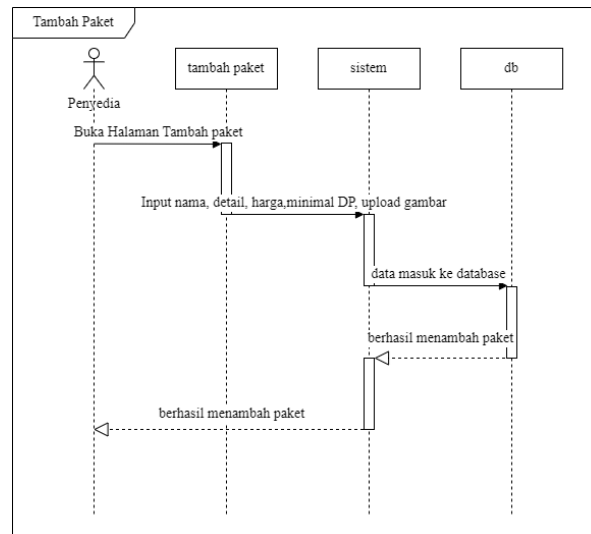 Tambah Paket
tambah paket
sistem
db
Penyedia
Buka Halaman Tambah paket
Input nama, detail, harga,minimal DP, upload gambar
data masuk ke database
berhasil menambah paket
berhasil menambah paket